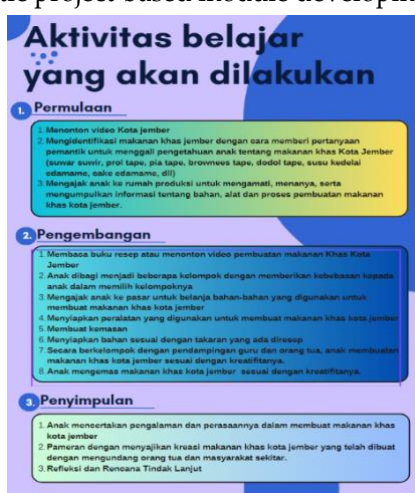 Aktivitas belajar
yang akan dilakukan
1. Permulaan
1. Menonton video Kota jember
2. Mengidentifikasi makanan khas jember dengan cara memberi pertanyaan
pemantik untuk menggali pengetahuan anak tentang makanan khas Kota Jember
(suwar suwir, prol tape, pia tape, brownees tape, dodol tape, susu kedelai
edamame, cake edamame, dll)
3. Mengajak anak ke rumah produksi untuk mengamati, menanya, serta
mengumpulkan informasi tentang bahan, alat dan proses pembuatan makanan
khas kota jember.
2. Pengembangan
1. Membaca buku resep atau menonton video pembuatan makanan Khas Kota
Jember
2. Anak dibagi menjadi beberapa kelompok dengan memberikan kebebasan kepada
anak dalam memilih kelompoknya
3. Mengajak anak ke pasar untuk belanja bahan-bahan yang digunakan untuk
membuat makanan khas kota jember
4. Menyiapkan peralatan yang digunakan untuk membuat makanan khas kota jember
5. Membuat kemasan
6. Menyiapkan bahan sesuai dengan takaran yang ada diresep
7. Secara berkelompok dengan pendampingan guru dan orang tua, anak membuatan
makanan khas kota jember sesuai dengan kreatifitanya.
8. Anak mengemas makanan khas kota jember sesuai dengan kreatifitanya.
3. Penyimpulan
1. Anak menceritakan pengalaman dan perasaannya dalam membuat makanan khas
kota jember
2. Pameran dengan menyajikan kreasi makanan khas kota jember yang telah dibuat
dengan mengundang orang tua dan masyarakat sekitar.
3. Refleksi dan Rencana Tindak Lanjut